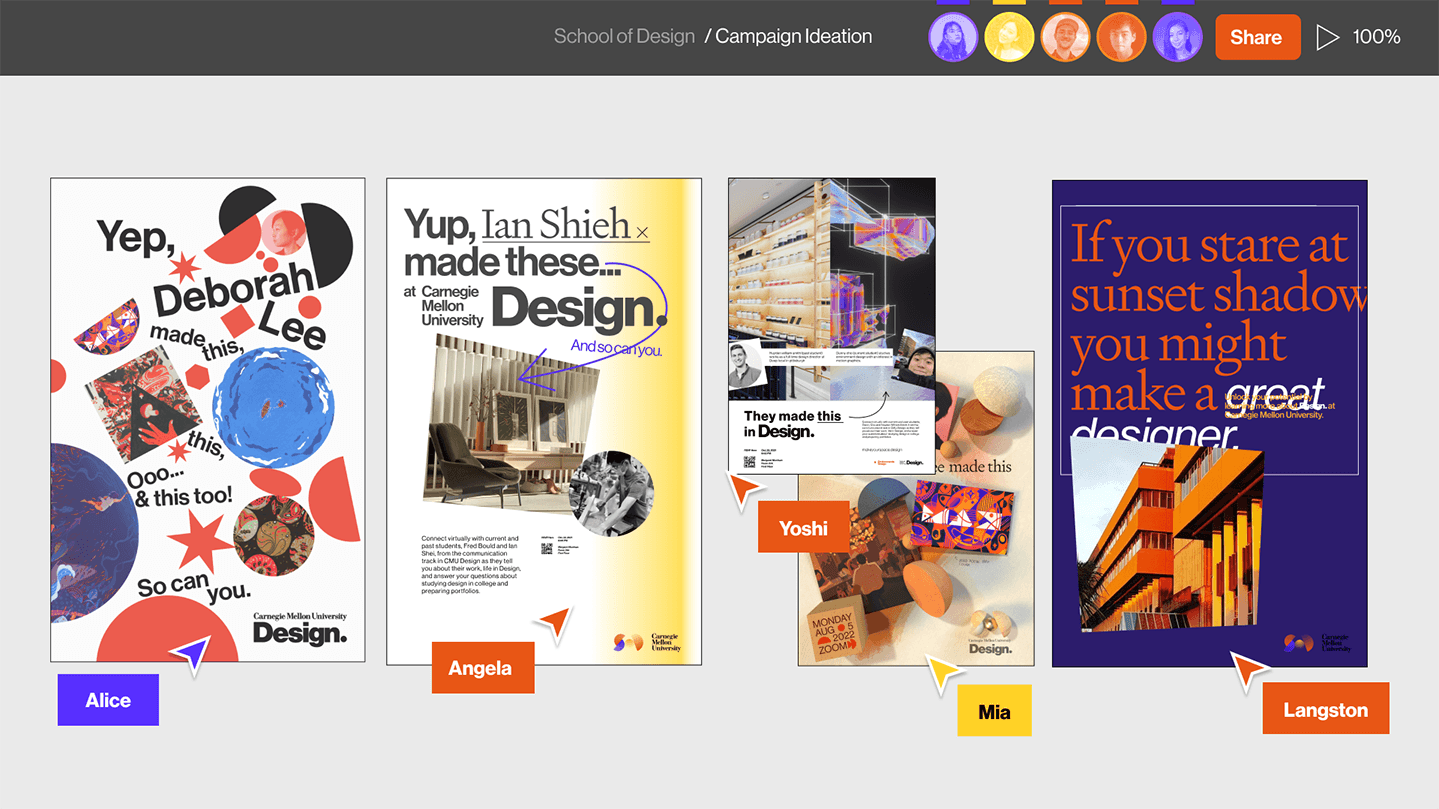 School of Design / Campaign Ideation
Share
100%
Yep,
Deborah
Lee
made
this,
this,
Ooo...
& this too!
So can
you.
Carnegie Mellon University
Design.
Alice
Yup, Ian Shieh ×
made these...
at Carnegie
Mellon
University
Design.
And so can you.
Connect virtually with current and
past students, Fred Bould and Ian
Shei, from the communication
track in CMU Design as they tell
you about their work, life in Design,
and answer your questions about
studying design in college and
preparing portfolios.
Carnegie
Mellon
University
Angela
They made this
in Design.
Design.
Yoshi
made this
MONDAY
AUG 5
2022
ZOOM
Carnegie Mellon University
Design.
Mia
If you stare at
sunset shadow
you might
make a great
designer.
Carnegie Mellon University.
Carnegie
Mellon
University
Langston